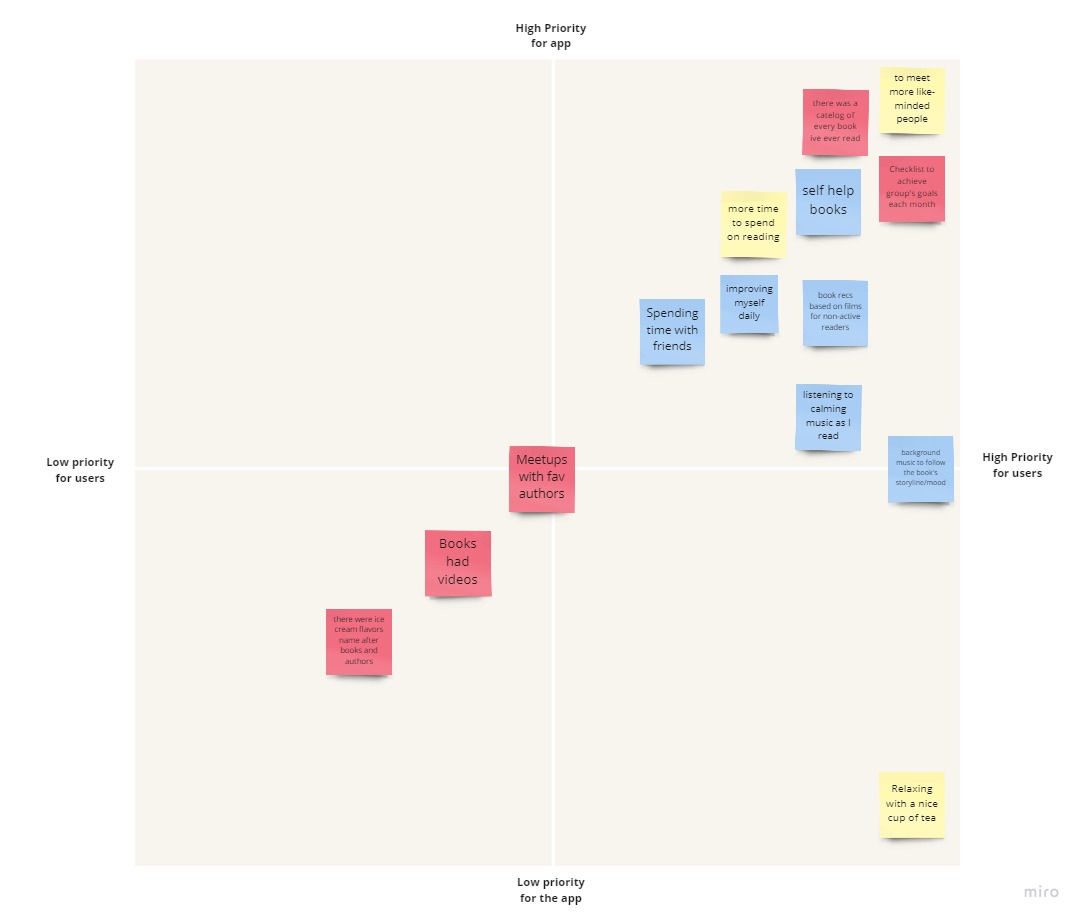 High Priority
for app
to meet
more like-
minded
people
there was a
catelog of
every book
ive ever read
Checklist to
achieve
group's goals
each month
self help
books
more time
to spend
on reading
improving
myself
daily
book recs
based on films
for non-active
readers
Spending
time with
friends
listening to
calming
music as I
read
background
music to follow
the book's
storyline/mood
Low priority
for users
High Priority
for users
Meetups
with fav
authors
Books
had
videos
there were ice
cream flavors
name after
books and
authors
Relaxing
with a nice
cup of tea
Low priority
for the app
miro